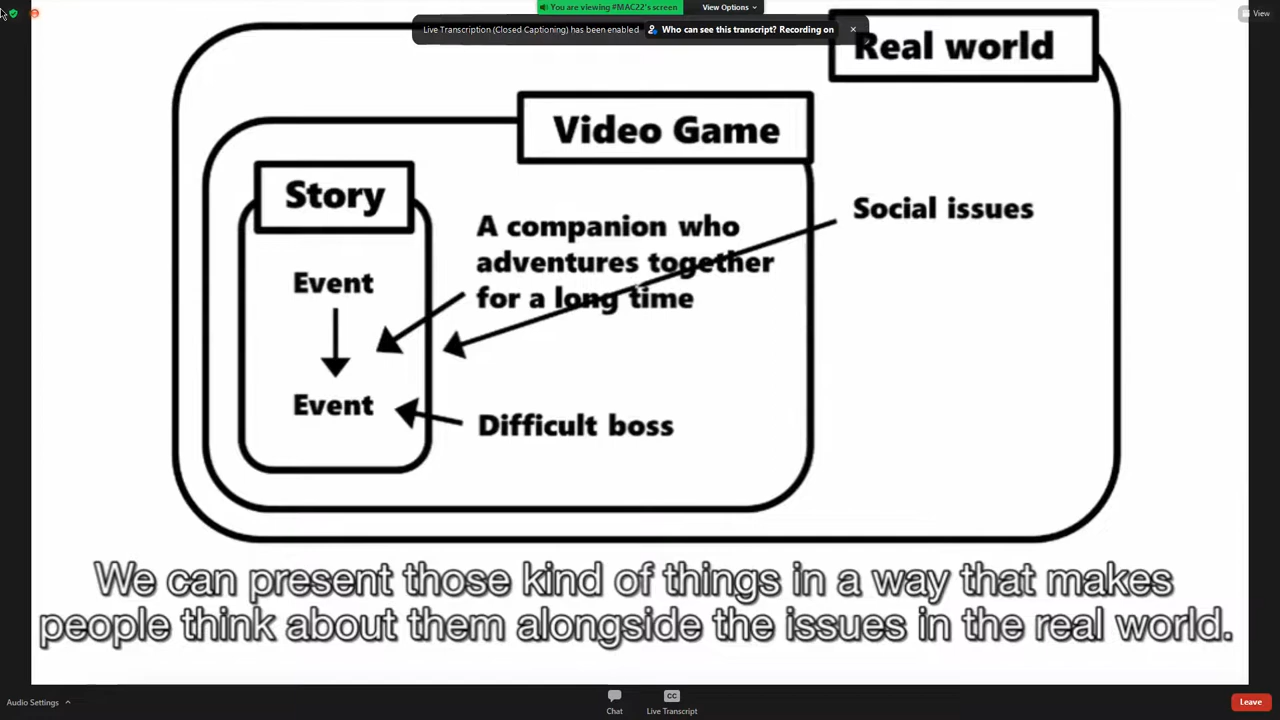 You are viewing #MAC22's screen
View Options
View
Live Transcription (Closed Captioning) has been enabled
Who can see this transcript? Recording on
Real world
Video Game
Story
Social issues
A companion who
adventures together
for a long time
Event
Event
Difficult boss
We can present those kind of things in a way that makes
people think about them alongside the issues in the real world.
Audio Settings
Chat
CC
Live Transcript
Leave